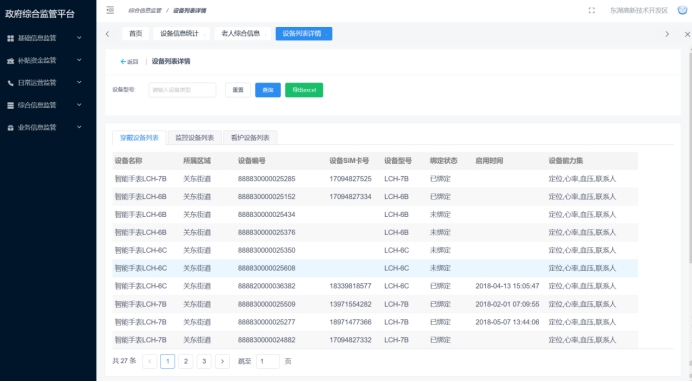 政府综合监管平台
综合信息监管 / 设备列表详情
东湖高新技术开发区
基础信息监管
补贴资金监管
日常运营监管
综合信息监管
业务信息监管
首页 设备信息统计 老人综合信息 设备列表详情
返回 设备列表详情
设备型号 请输入设备类型 重置 查询 导出excel
穿戴设备列表 监控设备列表 看护设备列表
设备名称 所属区域 设备编号 设备SIM卡号 设备型号 绑定状态 启用时间 设备能力集
智能手表LCH-7B 关东街道 888830000025285 17094827525 LCH-7B 已绑定 定位,心率,血压,联系人
智能手表LCH-6B 关东街道 888830000025152 17094827334 LCH-6B 已绑定 定位,心率,血压,联系人
智能手表LCH-6B 关东街道 888830000025434 LCH-6B 未绑定 定位,心率,血压,联系人
智能手表LCH-6B 关东街道 888830000025376 LCH-6B 未绑定 定位,心率,血压,联系人
智能手表LCH-6C 关东街道 888830000025350 LCH-6C 未绑定 定位,心率,血压,联系人
智能手表LCH-6C 关东街道 888830000025608 LCH-6C 未绑定 定位,心率,血压,联系人
智能手表LCH-6C 关东街道 888820000036382 18339818577 LCH-6C 已绑定 2018-04-13 15:05:47 定位,心率,血压,联系人
智能手表LCH-7B 关东街道 888830000025509 13971554282 LCH-7B 已绑定 2018-02-01 07:09:55 定位,心率,血压,联系人
智能手表LCH-7B 关东街道 888830000025277 18971477366 LCH-7B 已绑定 2018-05-07 13:44:06 定位,心率,血压,联系人
智能手表LCH-7B 关东街道 888830000024882 17094827332 LCH-7B 已绑定 定位,心率,血压,联系人
共 27 条 1 2 3 跳至 1 页